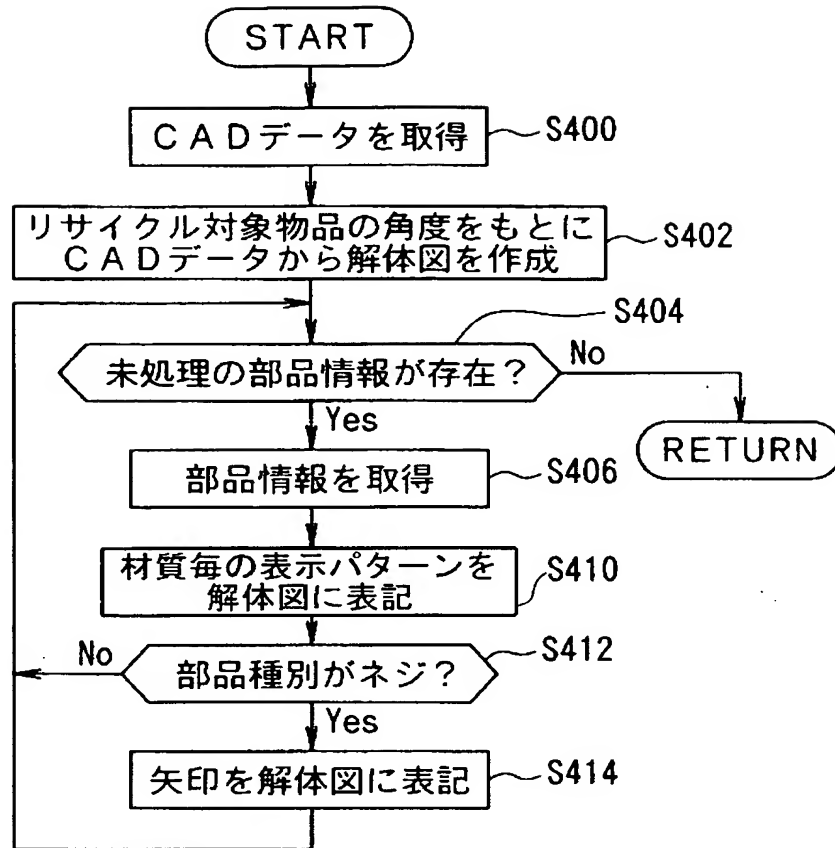 START
CADデータを取得
S400
リサイクル対象物品の角度をもとに
CADデータから解体図を作成
S402
S404
未処理の部品情報が存在?
No
Yes
RETURN
部品情報を取得
S406
材質毎の表示パターンを
解体図に表記
S410
No
部品種別がネジ?
S412
Yes
矢印を解体図に表記
S414